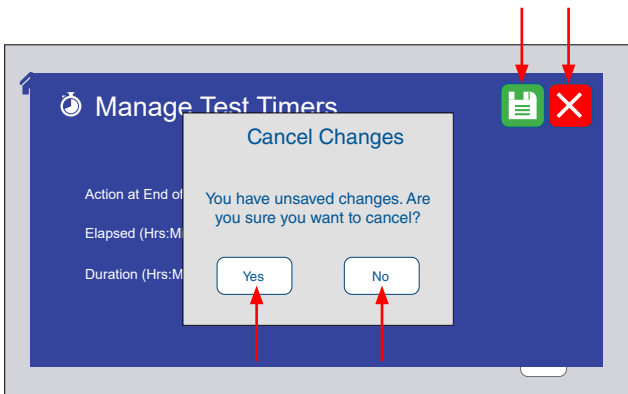 Manage Test Timers
Cancel Changes
Action at End of
You have unsaved changes. Are
you sure you want to cancel?
Elapsed (Hrs:Mi
Duration (Hrs:M
Yes
No